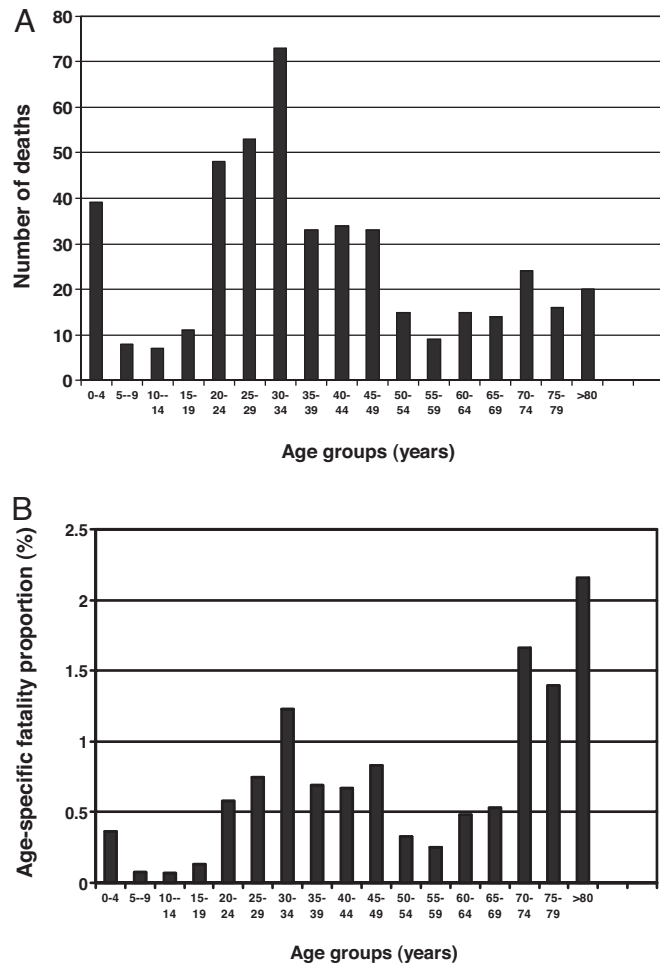 A
Number of deaths
80
70
60
50
40
30
20
10
0
0-4 5--9 10-- 15- 20- 25- 30- 35- 40- 45- 50- 55- 60- 65- 70- 75- >80
14 19 24 29 34 39 44 49 54 59 64 69 74 79
Age groups (years)
B
Age-specific fatality proportion (%)
2.5
2
1.5
1
0.5
0
0-4 5--9 10-- 15- 20- 25- 30- 35- 40- 45- 50- 55- 60- 65- 70- 75- >80
14 19 24 29 34 39 44 49 54 59 64 69 74 79
Age groups (years)